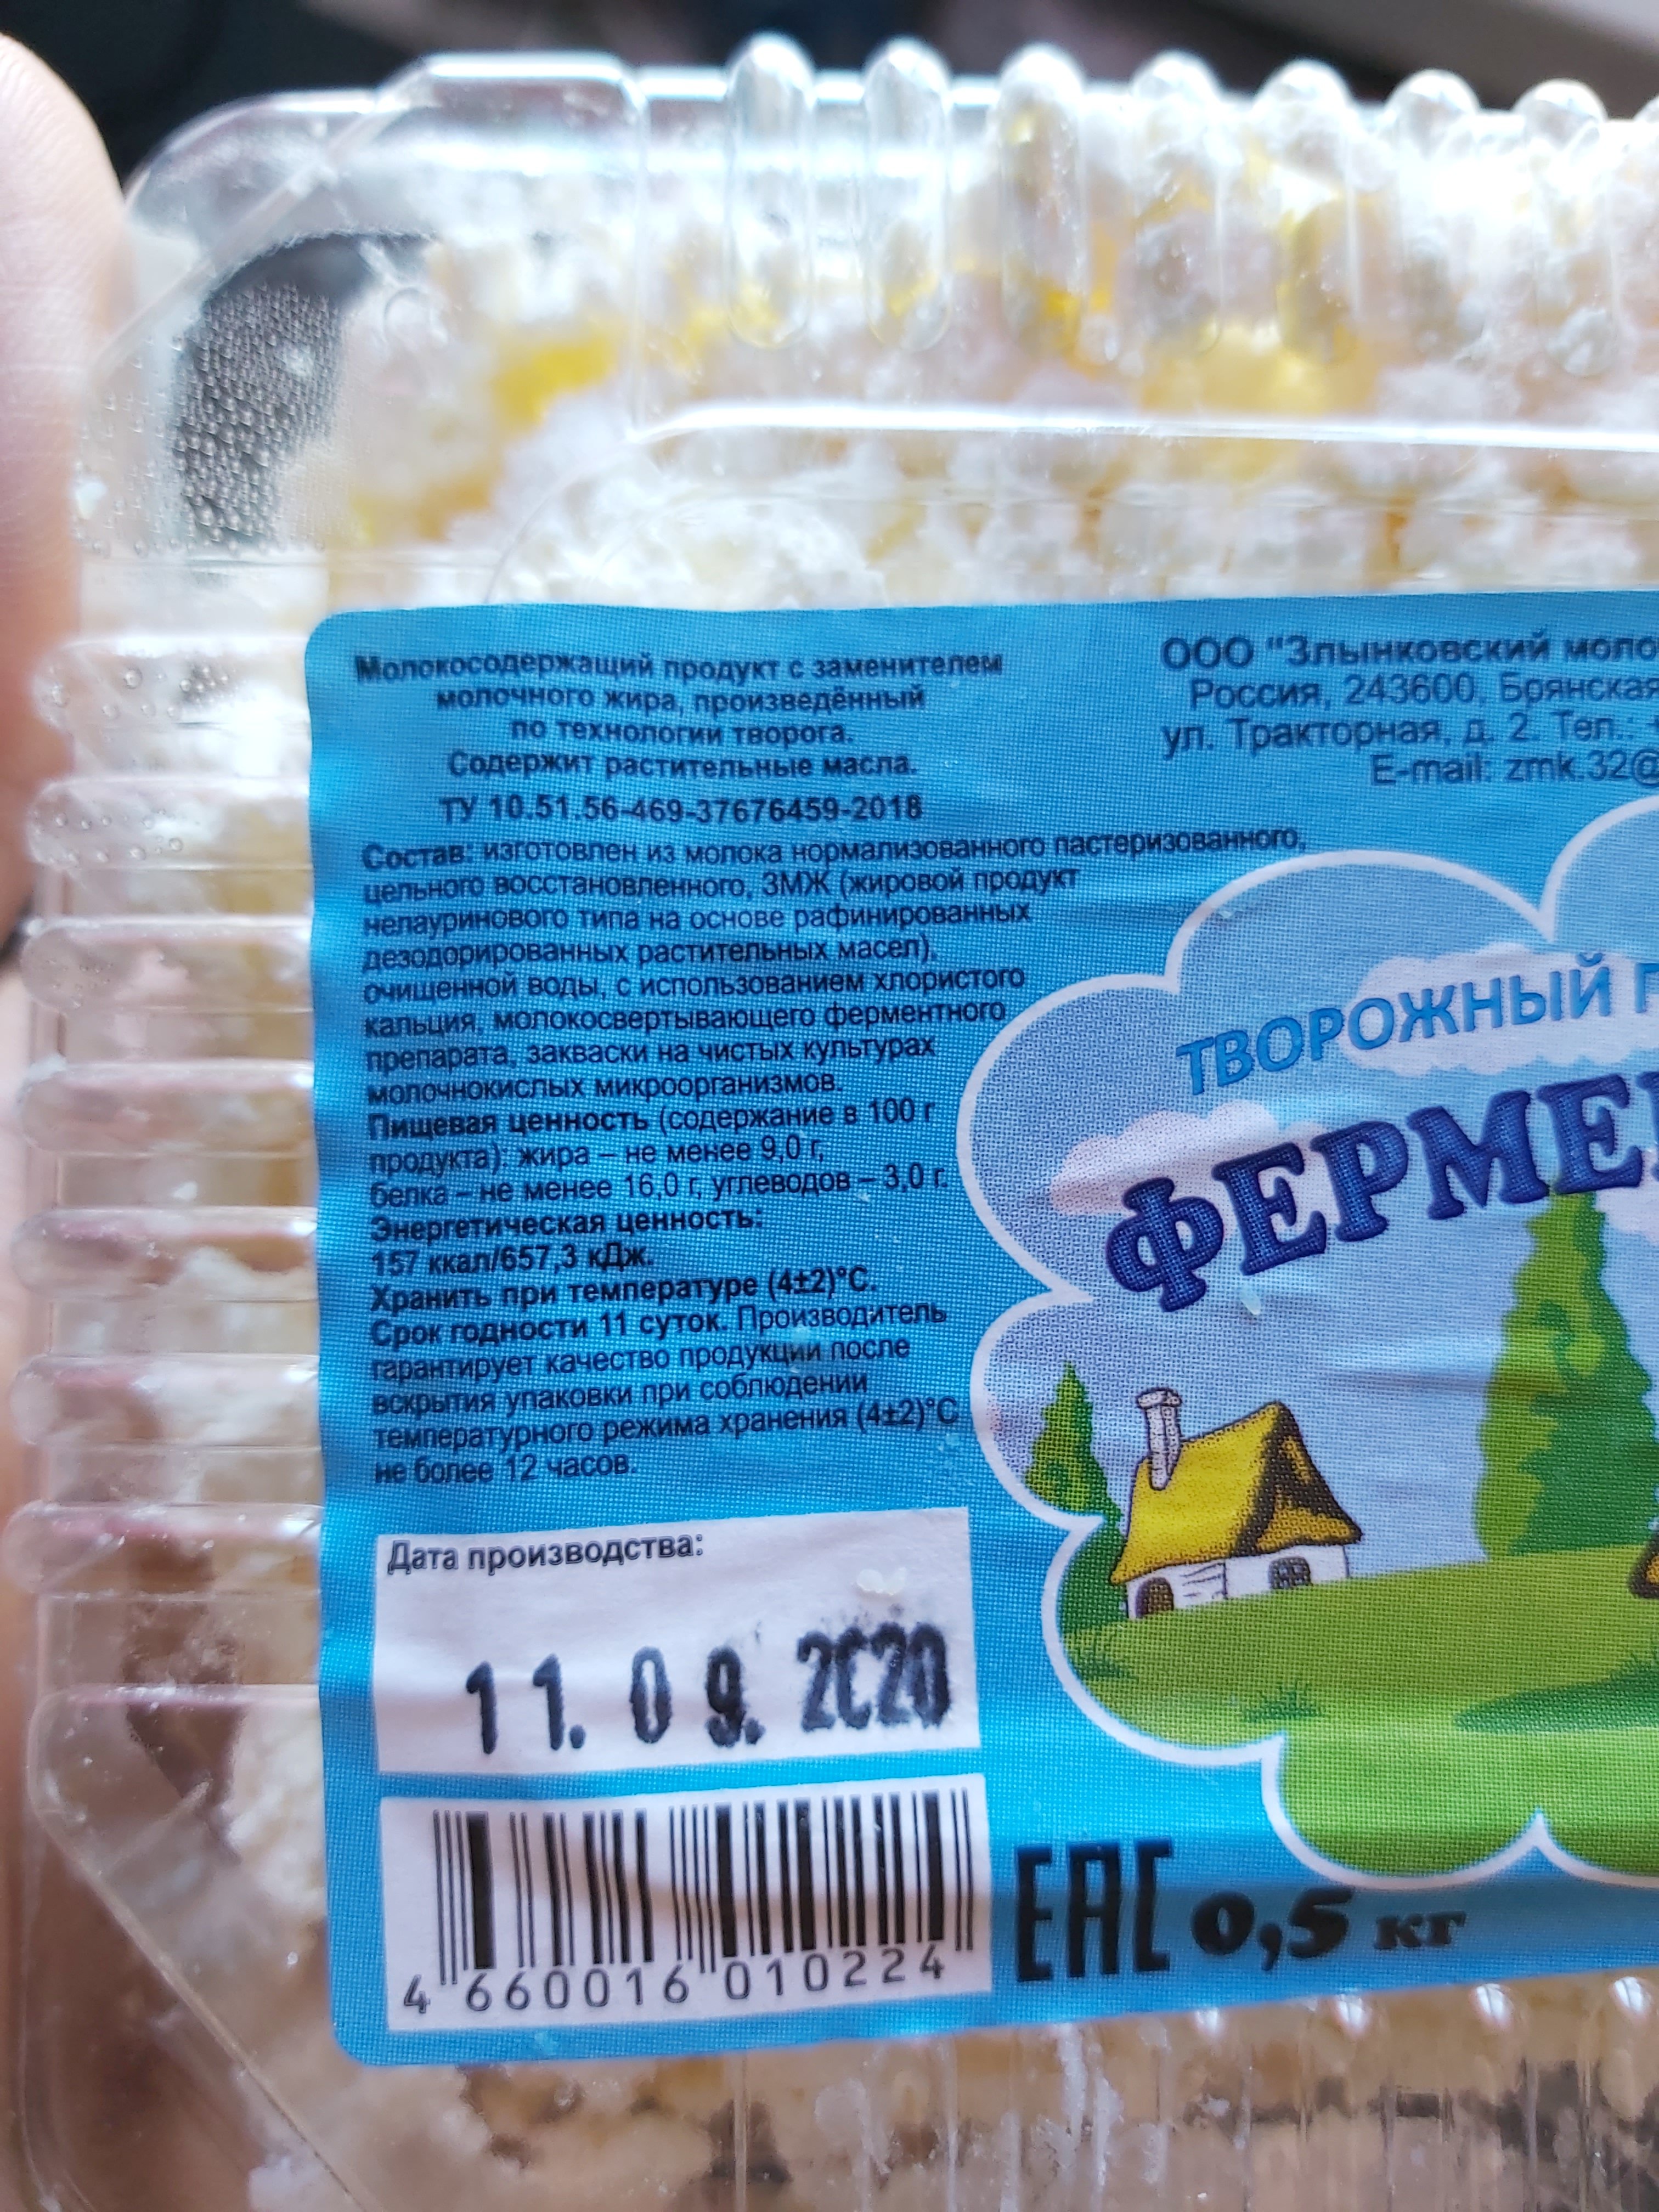 Молокосодержащий продукт с заменителем
молочного жира, произведённый
по технологии творога.
Содержит растительные масла.
ТУ 10.51.56-469-37676459-2018
Состав: изготовлен из молока нормализованного пастеризованного,
цельного восстановленного, ЗМЖ (жировой продукт
нелауринового типа на основе рафинированных
дезодорированных растительных масел),
очищенной воды, с использованием хлористого
кальция, молокосвертывающего ферментного
препарата, закваски на чистых культурах
молочнокислых микроорганизмов.
Пищевая ценность (содержание в 100 г
продукта): жира – не менее 9,0 г,
белка – не менее 16,0 г, углеводов – 3,0 г.
Энергетическая ценность:
157 ккал/657,3 кДж.
Хранить при температуре (4±2)°С.
Срок годности 11 суток. Производитель
гарантирует качество продукции после
вскрытия упаковки при соблюдении
температурного режима хранения (4±2)°С
не более 12 часов.
Дата производства:
11. 09. 2020
4 660016 010224
ООО "Злынковский моло
Россия, 243600, Брянская
ул. Тракторная, д. 2. Тел.: +
E-mail: zmk.32@
ТВОРОЖНЫЙ П
ФЕРМЕ
EAC 0,5 кг